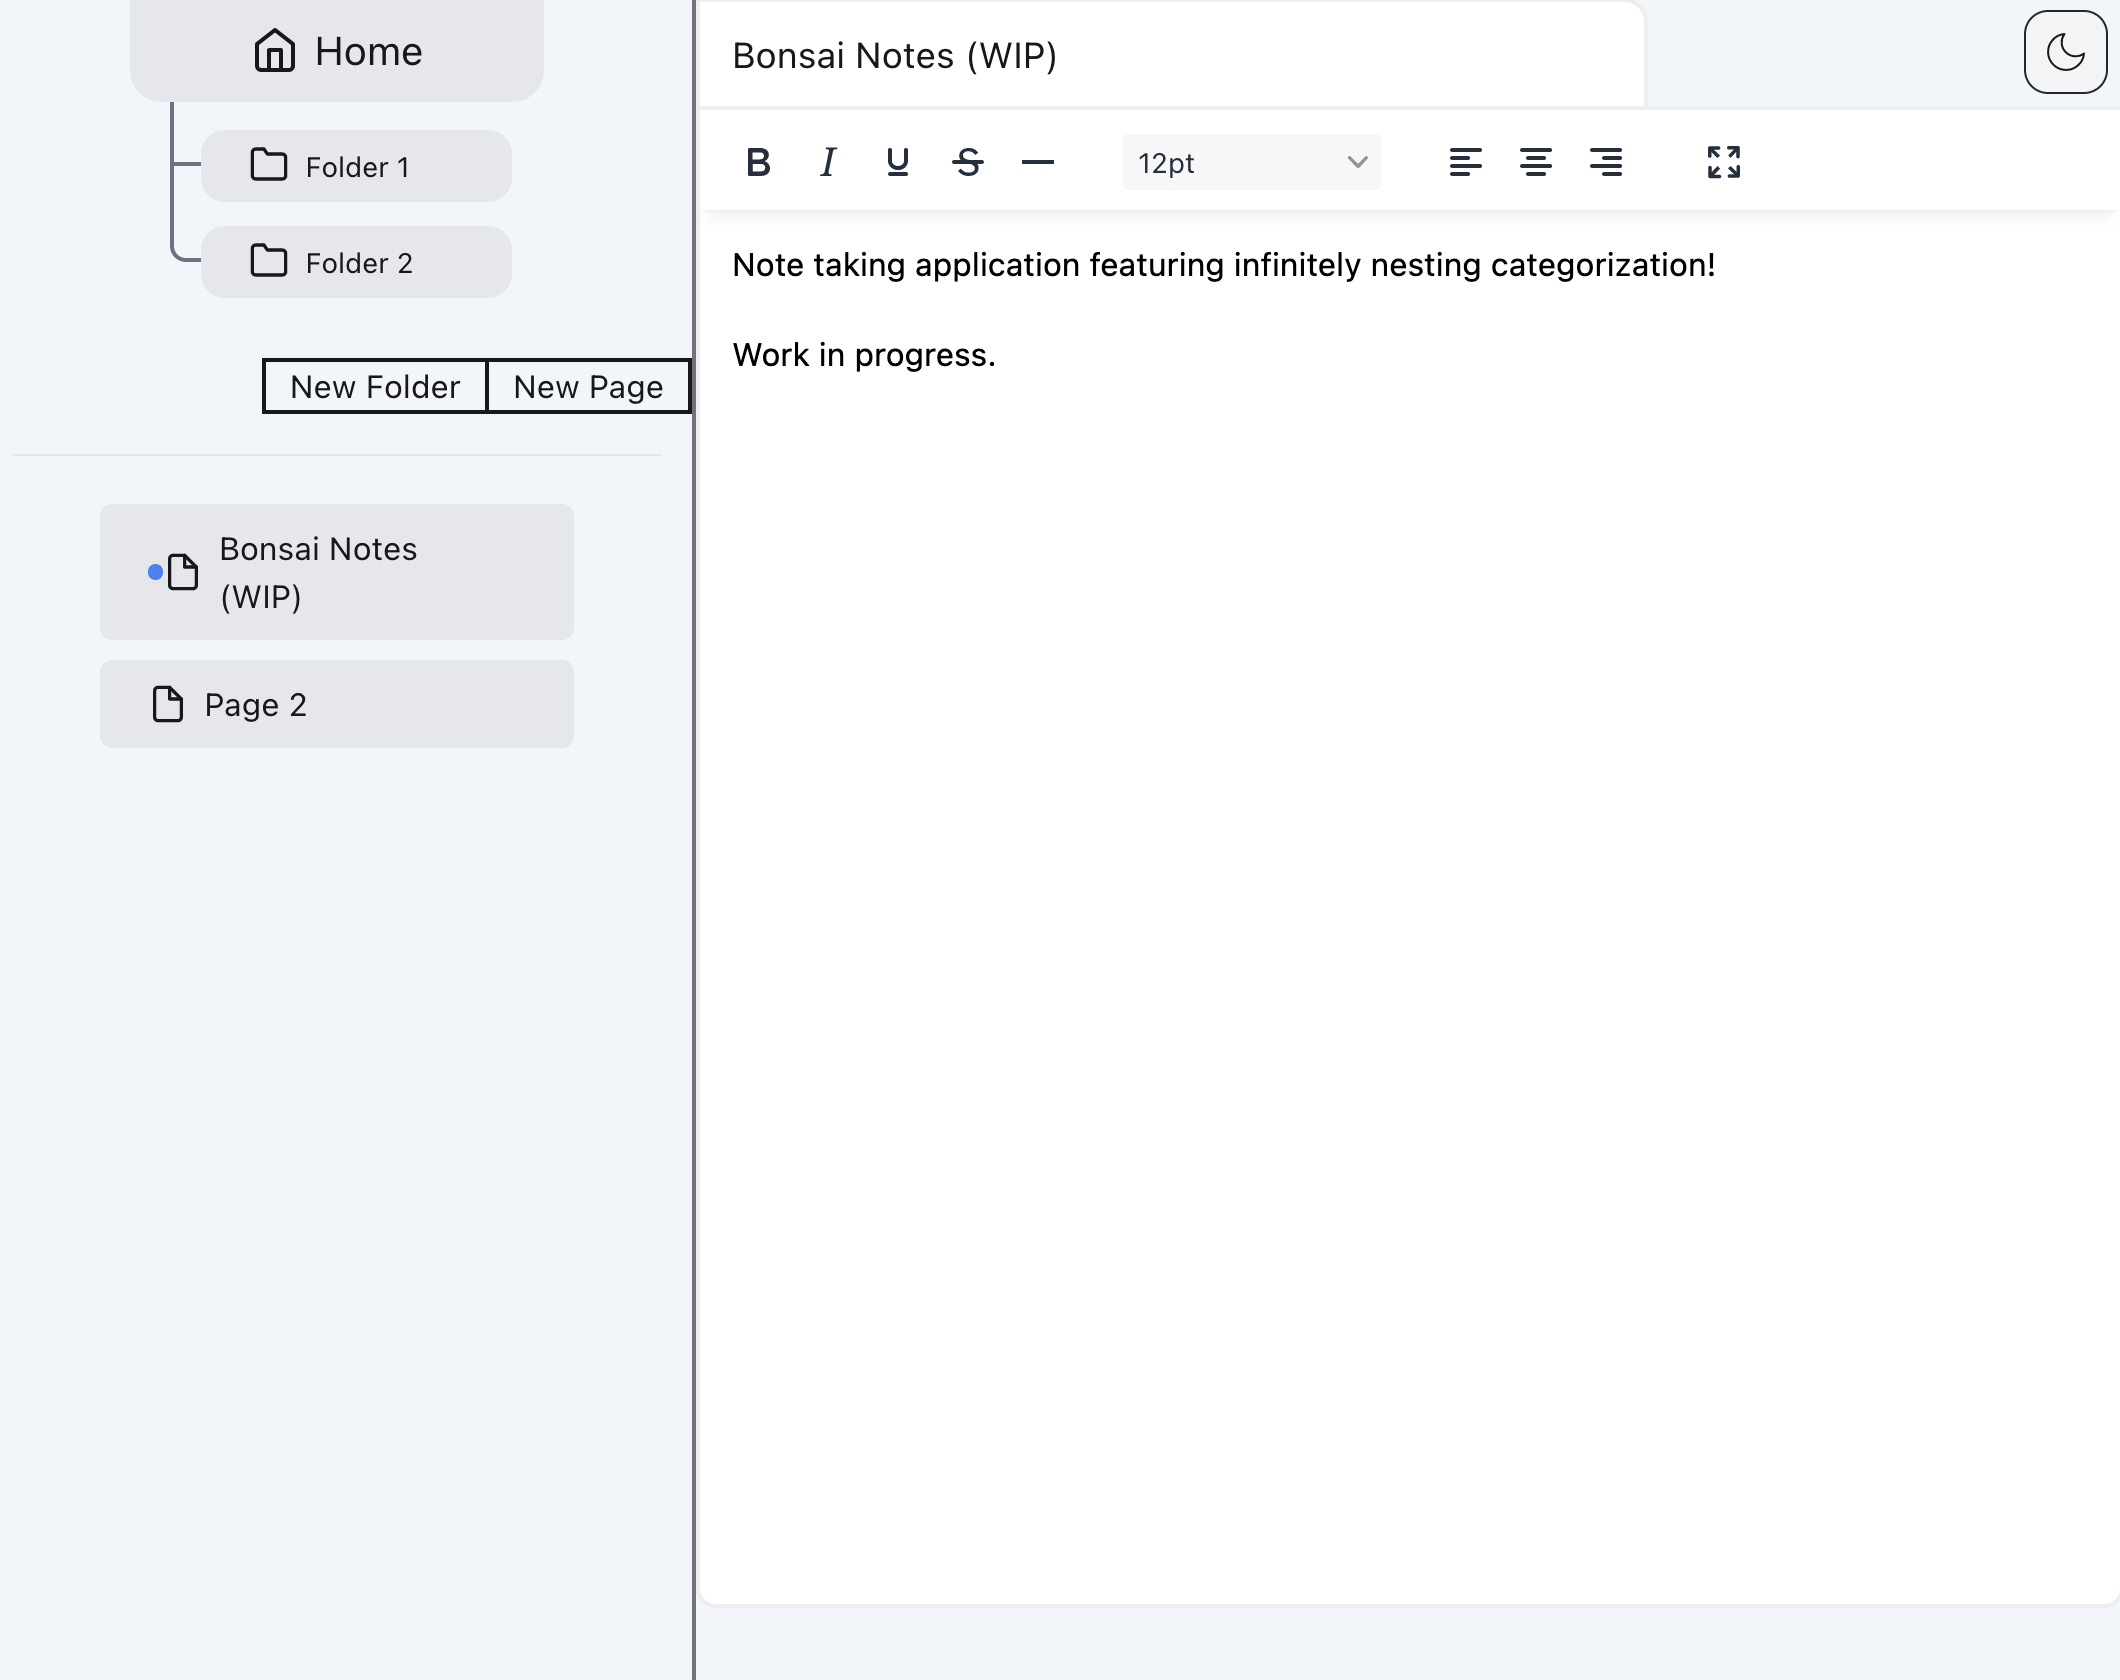 Home
Folder 1
Folder 2
New Folder
New Page
Bonsai Notes
(WIP)
Page 2
Bonsai Notes (WIP)
B I U S
12pt
Note taking application featuring infinitely nesting categorization!
Work in progress.